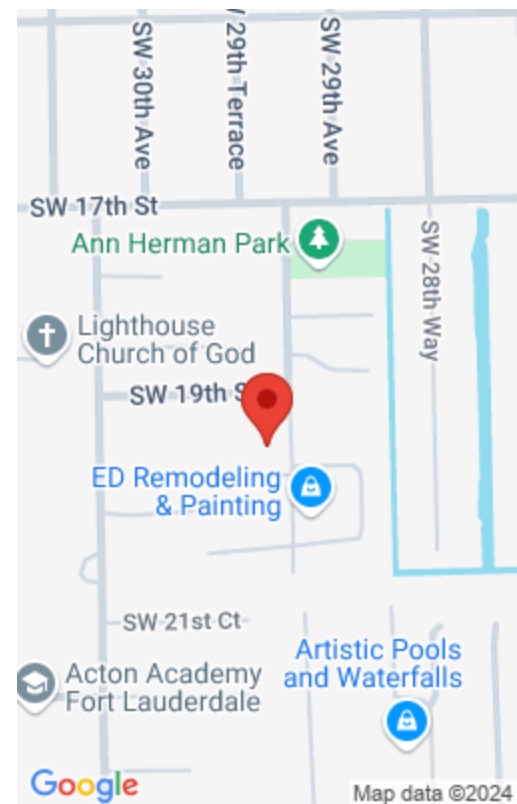 SW 30th Ave
29th Terrace
SW 29th Ave
SW 17th St
Ann Herman Park
SW 28th Way
Lighthouse
Church of God
SW 19th S
ED Remodeling
& Painting
SW 21st Ct
Artistic Pools
and Waterfalls
Acton Academy
Fort Lauderdale
Google
Map data ©2024